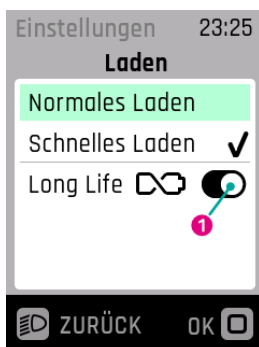 Einstellungen 23:25
Laden
Normales Laden
Schnelles Laden
Long Life
1
ZURÜCK OK